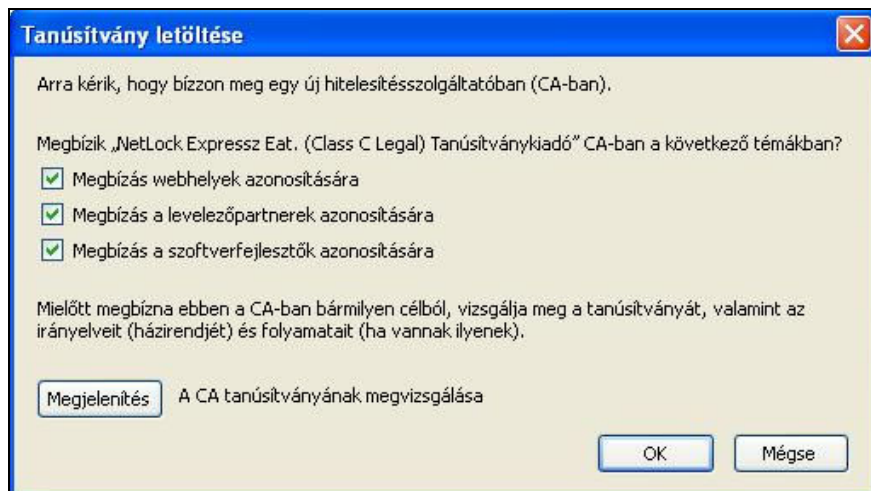 Tanúsítvány letöltése
Arra kérik, hogy bízzon meg egy új hitelesítésszolgáltatóban (CA-ban).
Megbízik „NetLock Expressz Eat. (Class C Legal) Tanúsítványkiadó” CA-ban a következő témákban?
Megbízás webhelyek azonosítására
Megbízás a levelezőpartnerek azonosítására
Megbízás a szoftverfejlesztők azonosítására
Mielőtt megbízna ebben a CA-ban bármilyen célból, vizsgálja meg a tanúsítványát, valamint az
irányelveit (házirendjét) és folyamatait (ha vannak ilyenek).
Megjelenítés A CA tanúsítványának megvizsgálása
OK Mégse